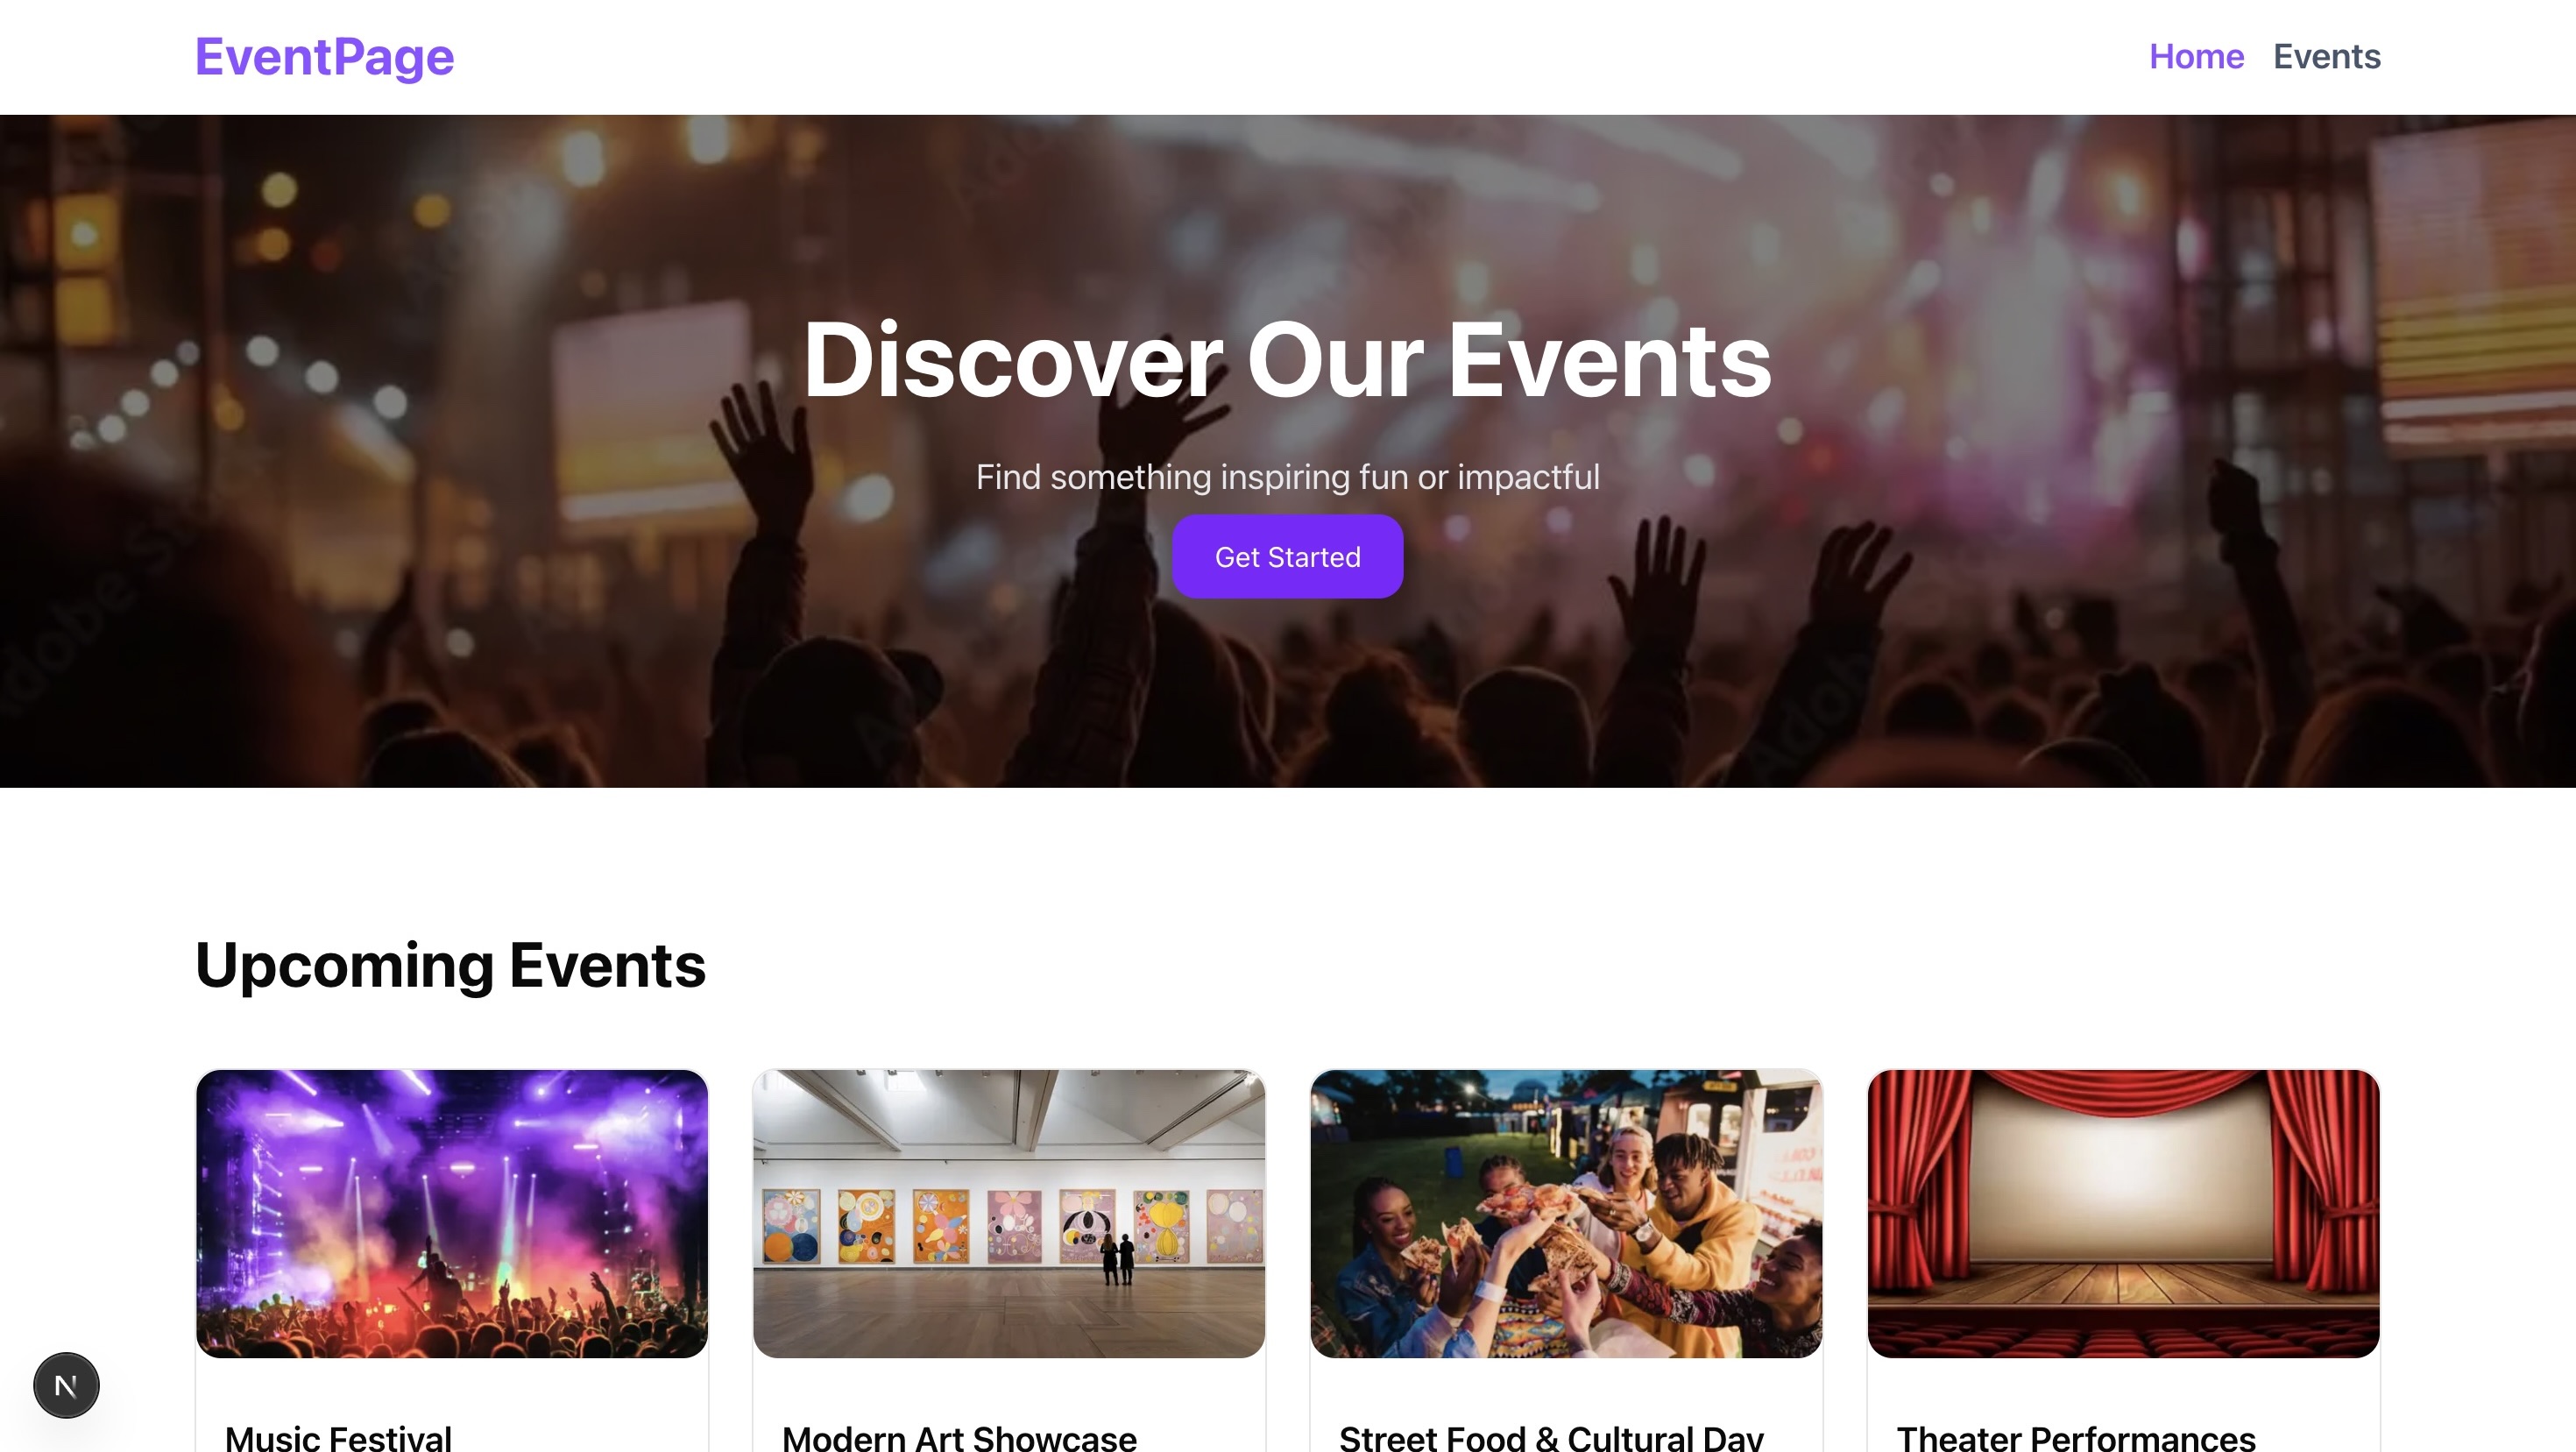 EventPage
Home Events
Discover Our Events
Find something inspiring fun or impactful
Get Started
Upcoming Events
Music Festival
Modern Art Showcase
Street Food & Cultural Day
Theater Performances
N